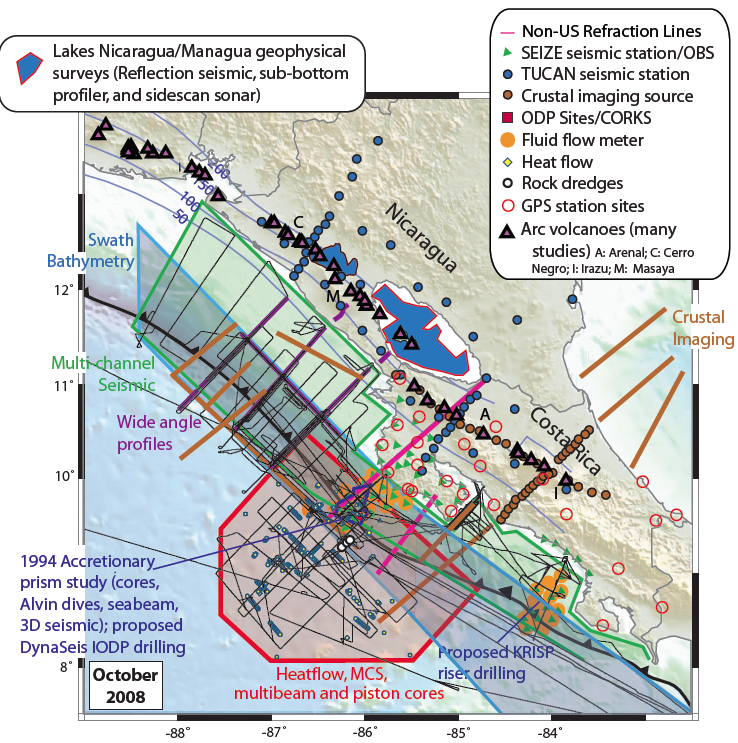 Lakes Nicaragua/Managua geophysical
surveys (Reflection seismic, sub-bottom
profiler, and sidescan sonar)
Non-US Refraction Lines
SEIZE seismic station/OBS
TUCAN seismic station
Crustal imaging source
ODP Sites/CORKS
Fluid flow meter
Heat flow
Rock dredges
GPS station sites
Arc volcanoes (many
studies) A: Arenal; C: Cerro
Negro; I: Irazu; M: Masaya
I
200
150
100
50
C
Nicaragua
Swath
Bathymetry
12°
M
Crustal
Imaging
Multi-channel
Seismic
11°
Wide angle
profiles
A
Costa Rica
10°
I
1994 Accretionary
prism study (cores,
Alvin dives, seabeam,
3D seismic); proposed
DynaSeis IODP drilling
Proposed KRISP
riser drilling
8°
October
2008
Heatflow, MCS,
multibeam and piston cores
-88°
-87°
-86°
-85°
-84°